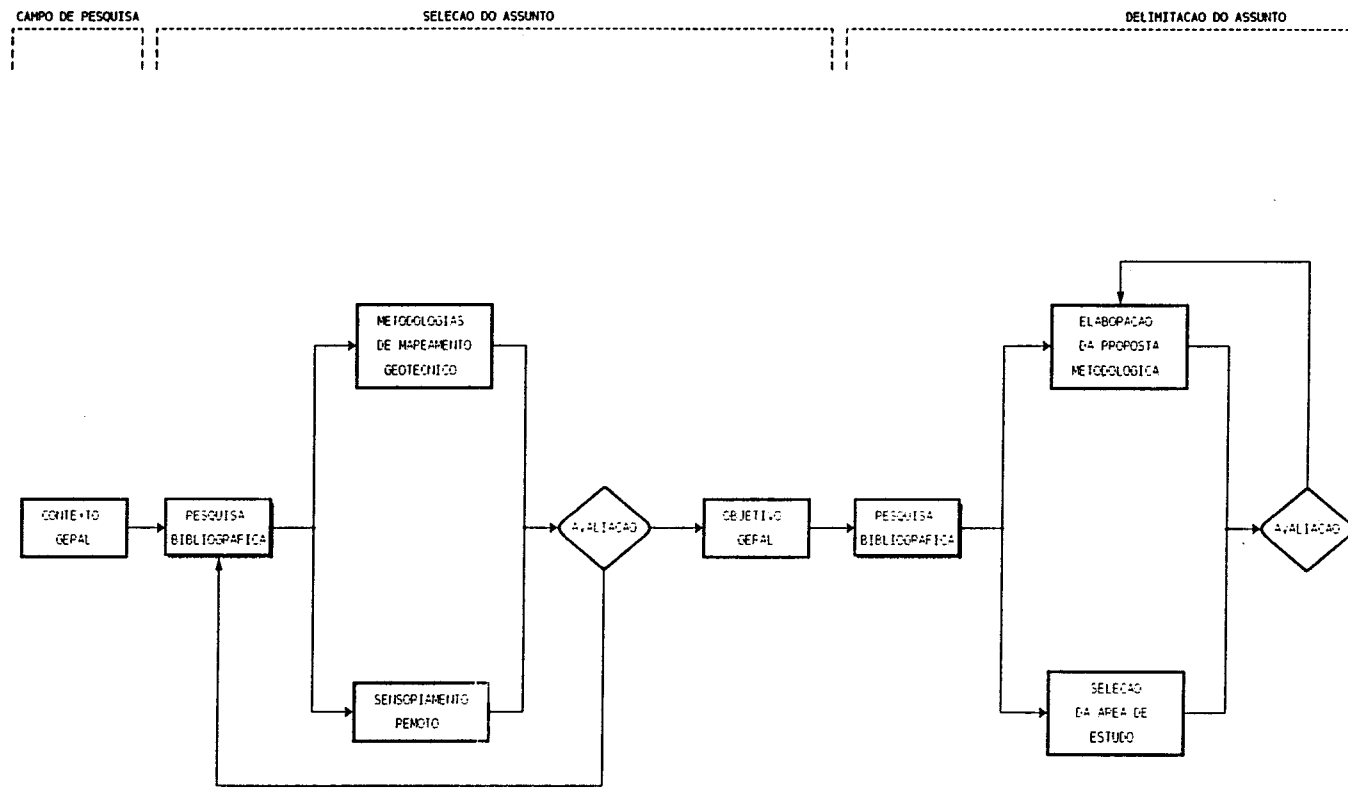 CAMPO DE PESQUISA
SELECAO DO ASSUNTO
DELIMITACAO DO ASSUNTO
CONTEXTO
GERAL
PESQUISA
BIBLIOGRAFICA
METODOLOGIAS
DE MAPEAMENTO
GEOTECNICO
SENSORIAMENTO
REMOTO
AVALIACAO
OBJETIVO
GERAL
PESQUISA
BIBLIOGRAFICA
ELABORACAO
DA PROPOSTA
METODOLOGICA
SELECAO
DA AREA DE
ESTUDO
AVALIACAO